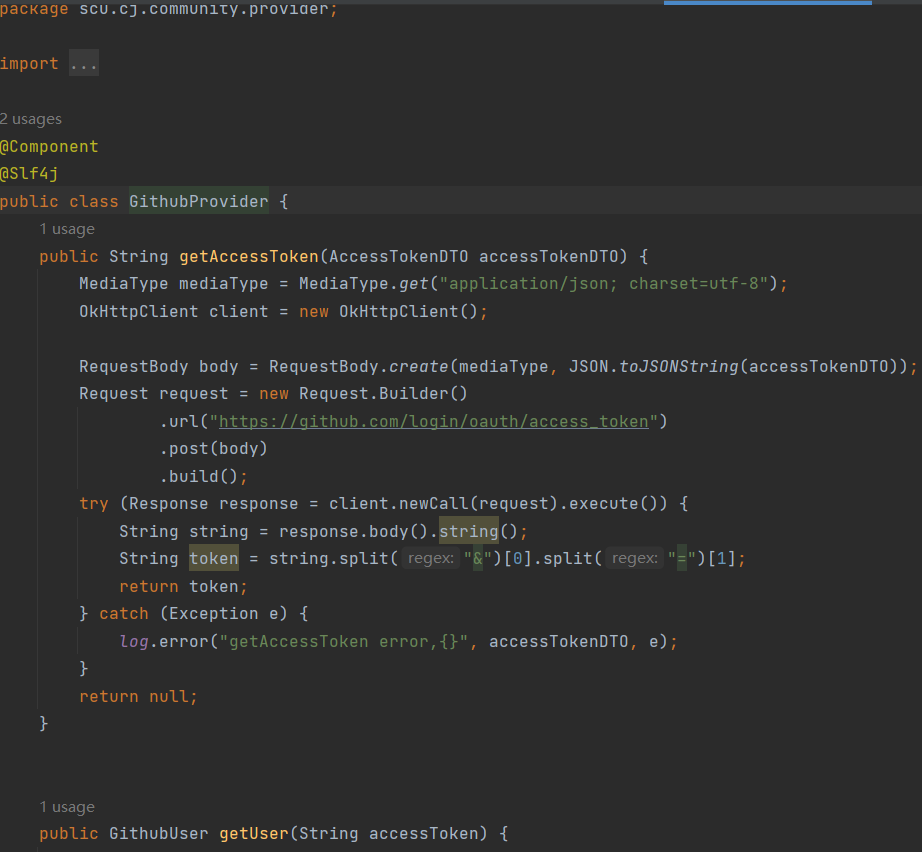 package scu.cj.community.provider;
import ...
2 usages
@Component
@Slf4j
public class GithubProvider {
1 usage
public String getAccessToken(AccessTokenDTO accessTokenDTO) {
MediaType mediaType = MediaType.get("application/json; charset=utf-8");
OkHttpClient client = new OkHttpClient();
RequestBody body = RequestBody.create(mediaType, JSON.toJSONString(accessTokenDTO));
Request request = new Request.Builder()
.url("https://github.com/login/oauth/access_token")
.post(body)
.build();
try (Response response = client.newCall(request).execute()) {
String string = response.body().string();
String token = string.split( regex: "&")[0].split( regex: "=")[1];
return token;
} catch (Exception e) {
log.error("getAccessToken error,{}", accessTokenDTO, e);
}
return null;
}
1 usage
public GithubUser getUser(String accessToken) {